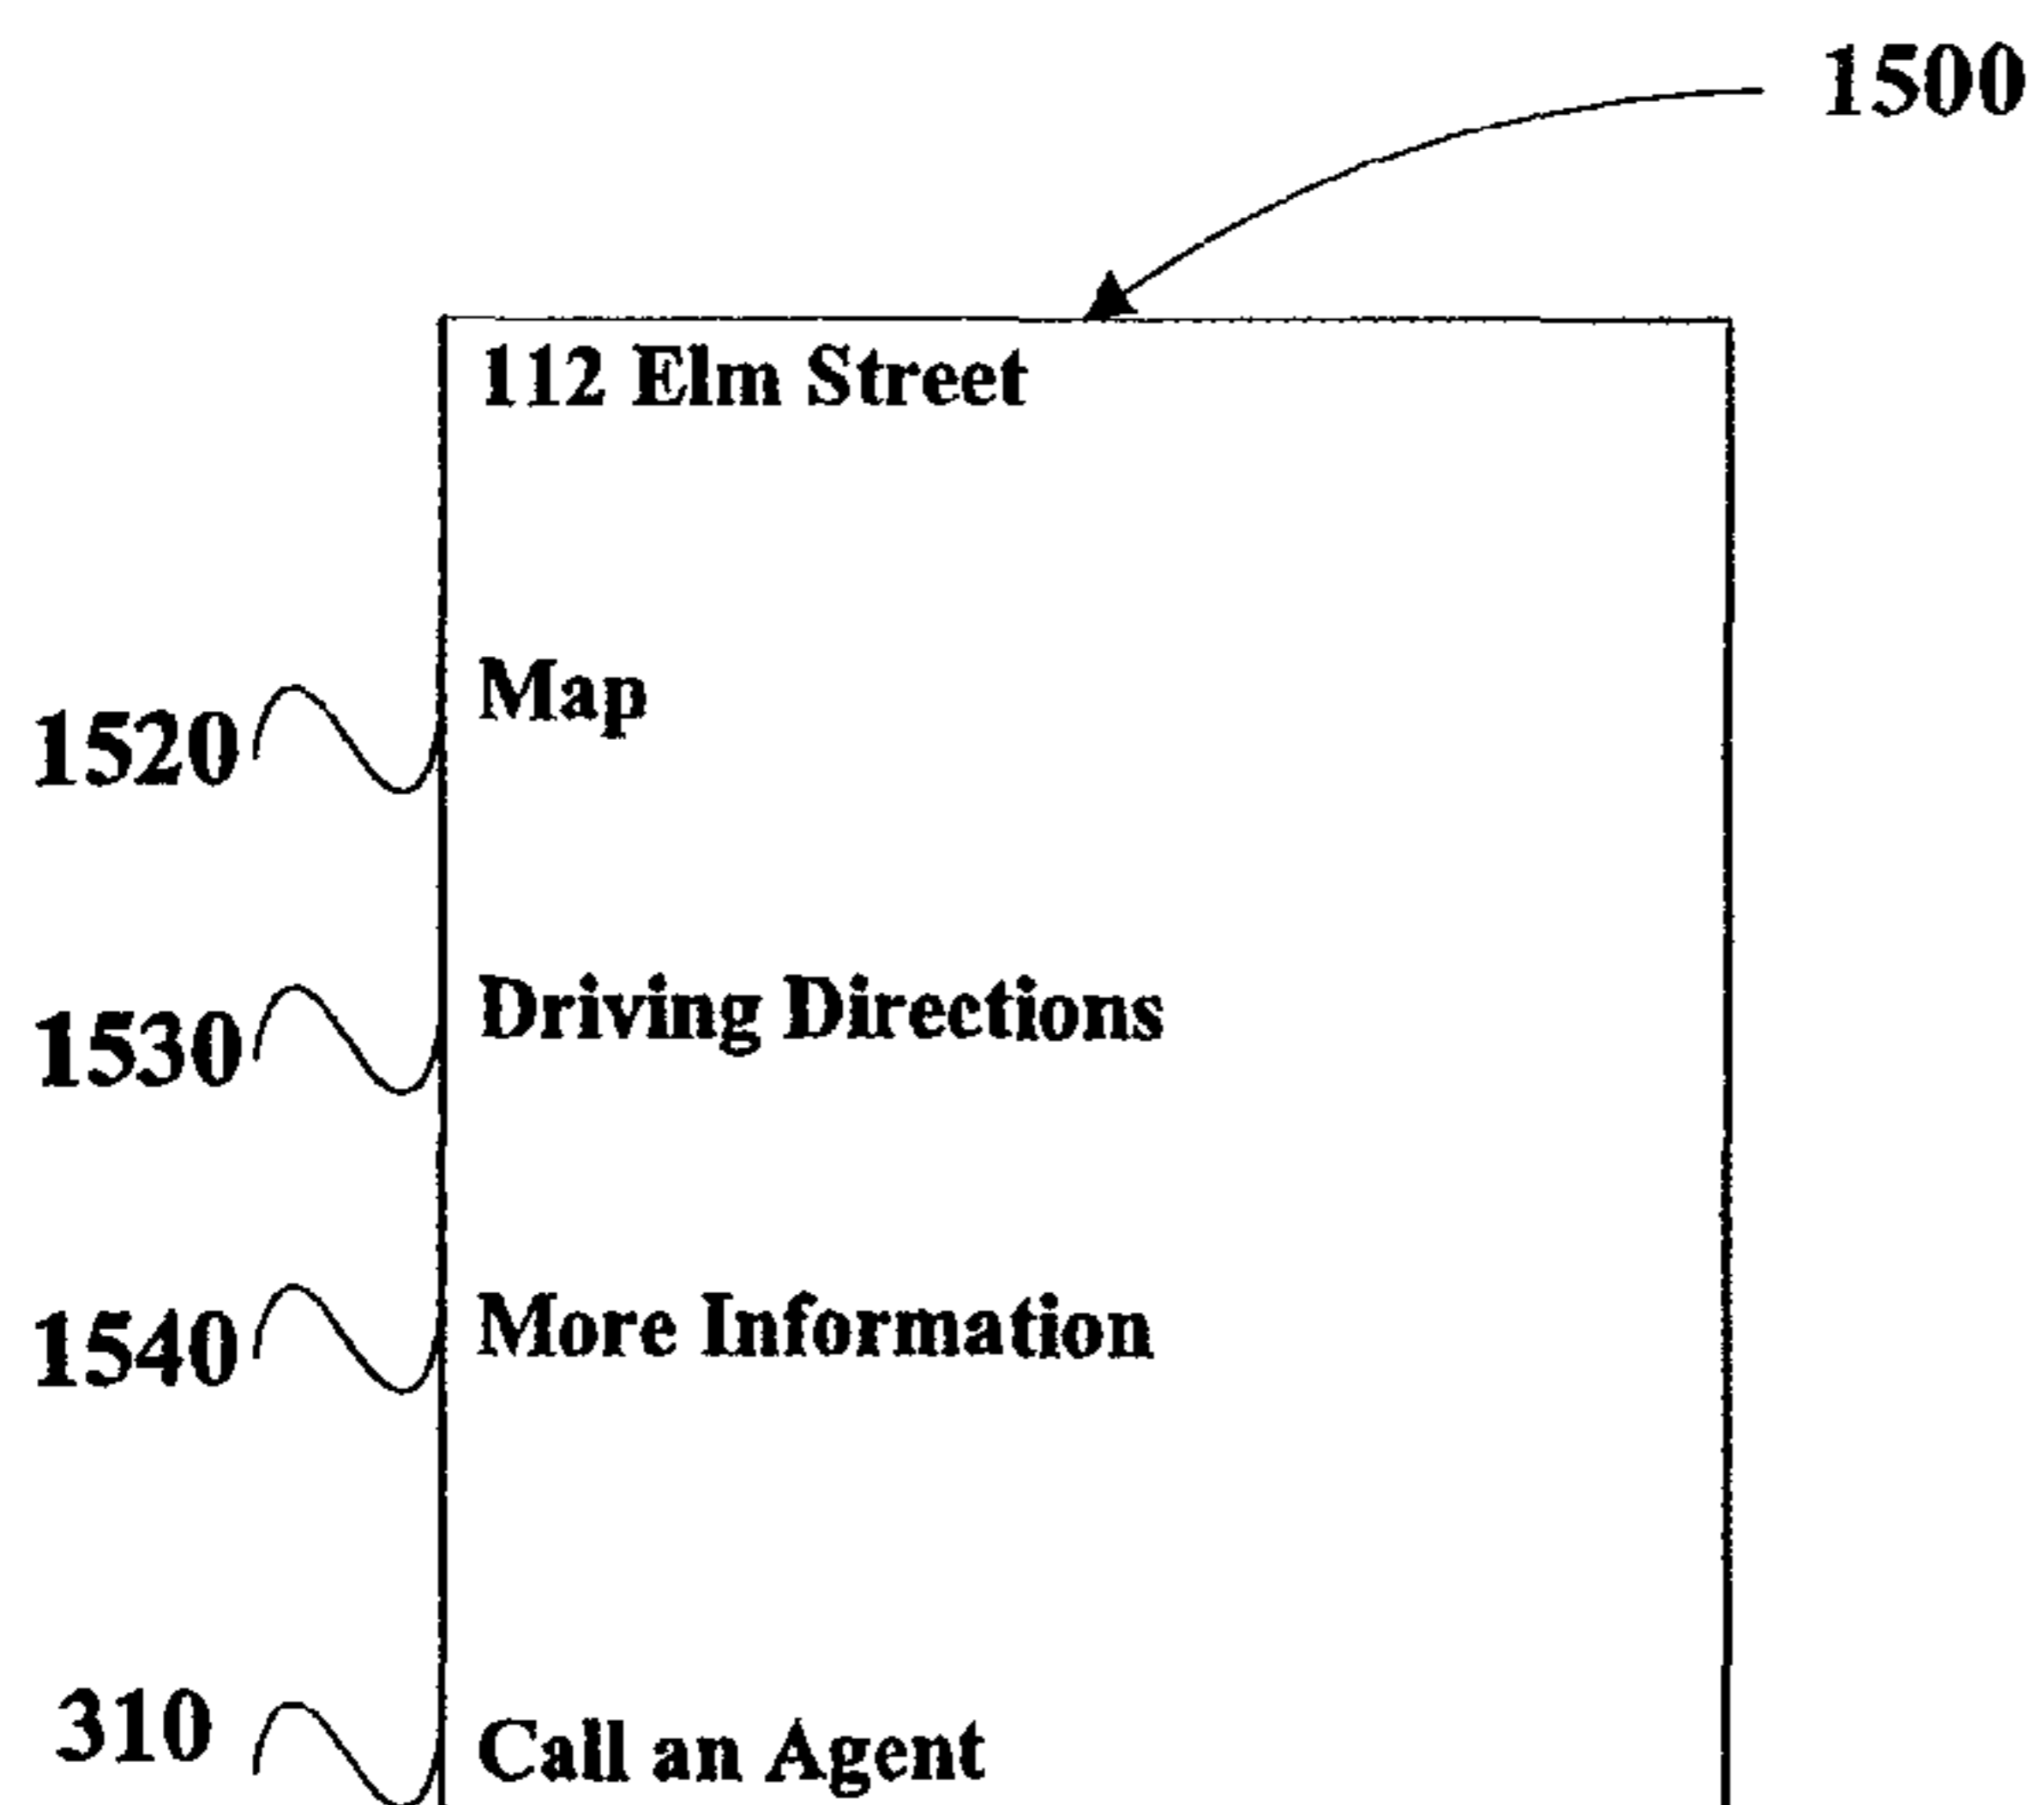 1500
112 Elm Street
Map
1520
Driving Directions
1530
More Information
1540
310
Call an Agent